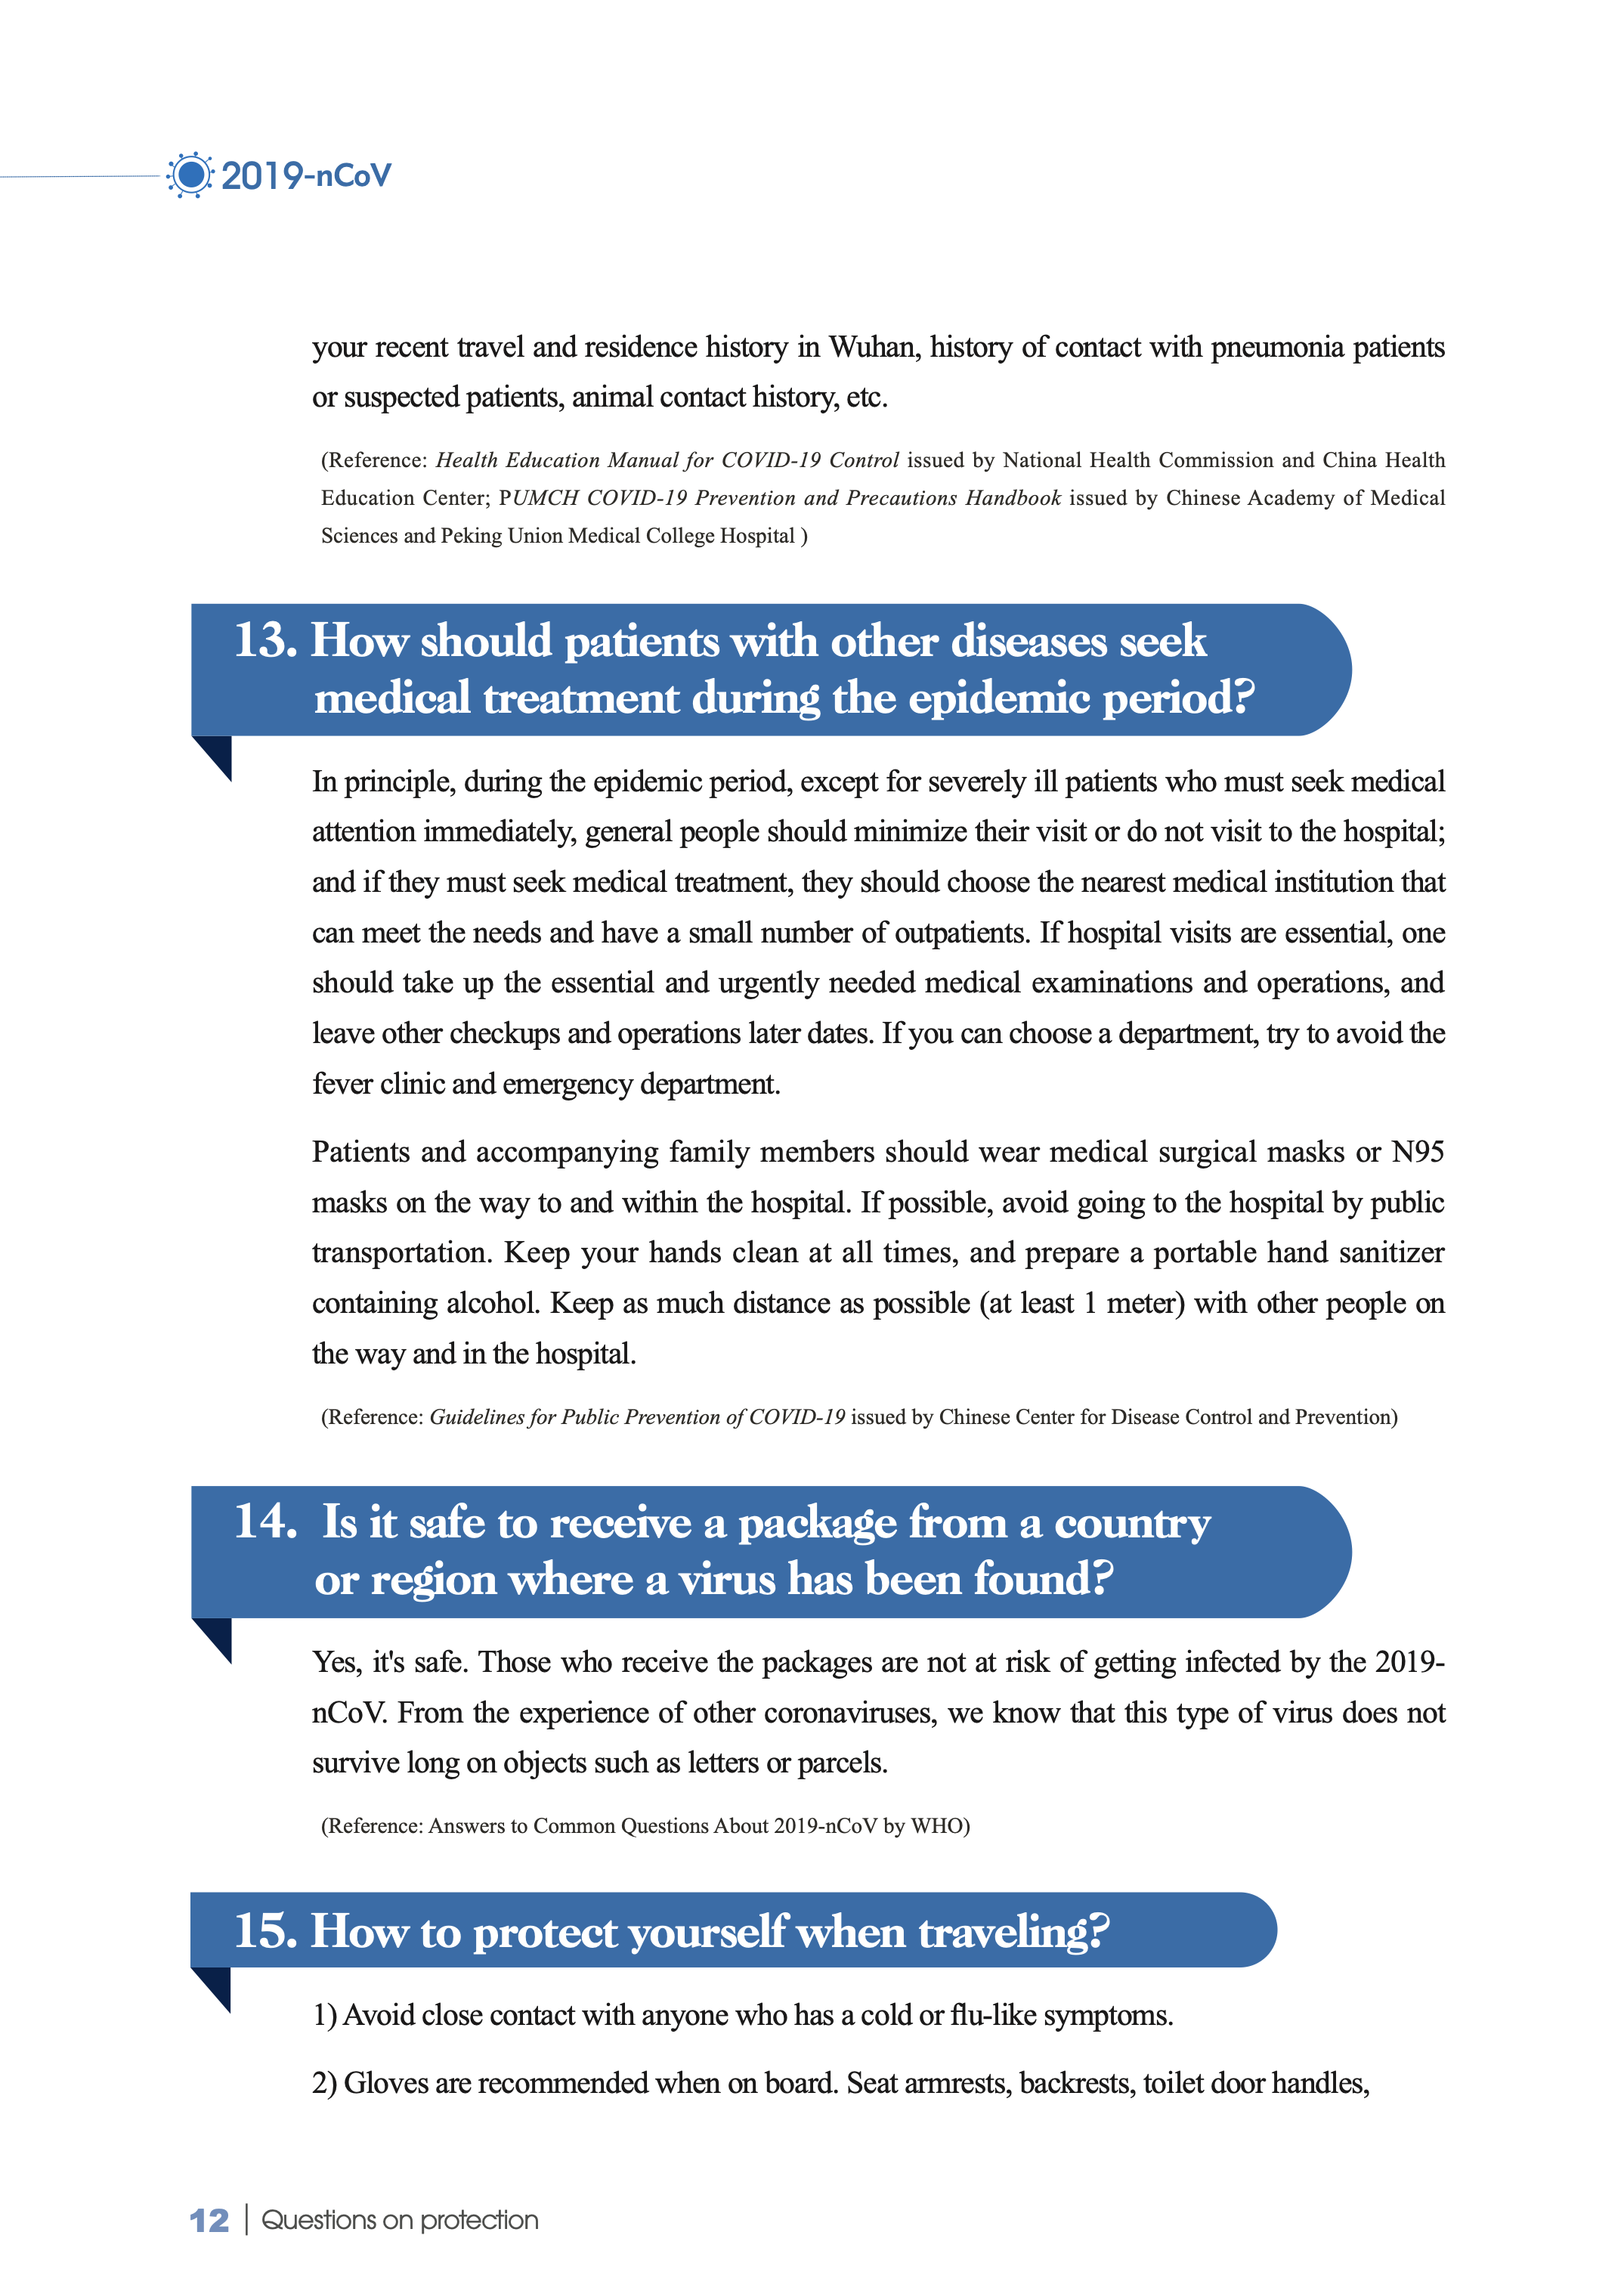 2019-nCoV
your recent travel and residence history in Wuhan, history of contact with pneumonia patients
or suspected patients, animal contact history, etc.
(Reference: Health Education Manual for COVID-19 Control issued by National Health Commission and China Health
Education Center; PUMCH COVID-19 Prevention and Precautions Handbook issued by Chinese Academy of Medical
Sciences and Peking Union Medical College Hospital )
13. How should patients with other diseases seek
medical treatment during the epidemic period?
In principle, during the epidemic period, except for severely ill patients who must seek medical
attention immediately, general people should minimize their visit or do not visit to the hospital;
and if they must seek medical treatment, they should choose the nearest medical institution that
can meet the needs and have a small number of outpatients. If hospital visits are essential, one
should take up the essential and urgently needed medical examinations and operations, and
leave other checkups and operations later dates. If you can choose a department, try to avoid the
fever clinic and emergency department.
Patients and accompanying family members should wear medical surgical masks or N95
masks on the way to and within the hospital. If possible, avoid going to the hospital by public
transportation. Keep your hands clean at all times, and prepare a portable hand sanitizer
containing alcohol. Keep as much distance as possible (at least 1 meter) with other people on
the way and in the hospital.
(Reference: Guidelines for Public Prevention of COVID-19 issued by Chinese Center for Disease Control and Prevention)
14. Is it safe to receive a package from a country
or region where a virus has been found?
Yes, it's safe. Those who receive the packages are not at risk of getting infected by the 2019-
nCoV. From the experience of other coronaviruses, we know that this type of virus does not
survive long on objects such as letters or parcels.
(Reference: Answers to Common Questions About 2019-nCoV by WHO)
15. How to protect yourself when traveling?
1) Avoid close contact with anyone who has a cold or flu-like symptoms.
2) Gloves are recommended when on board. Seat armrests, backrests, toilet door handles,
12 | Questions on protection